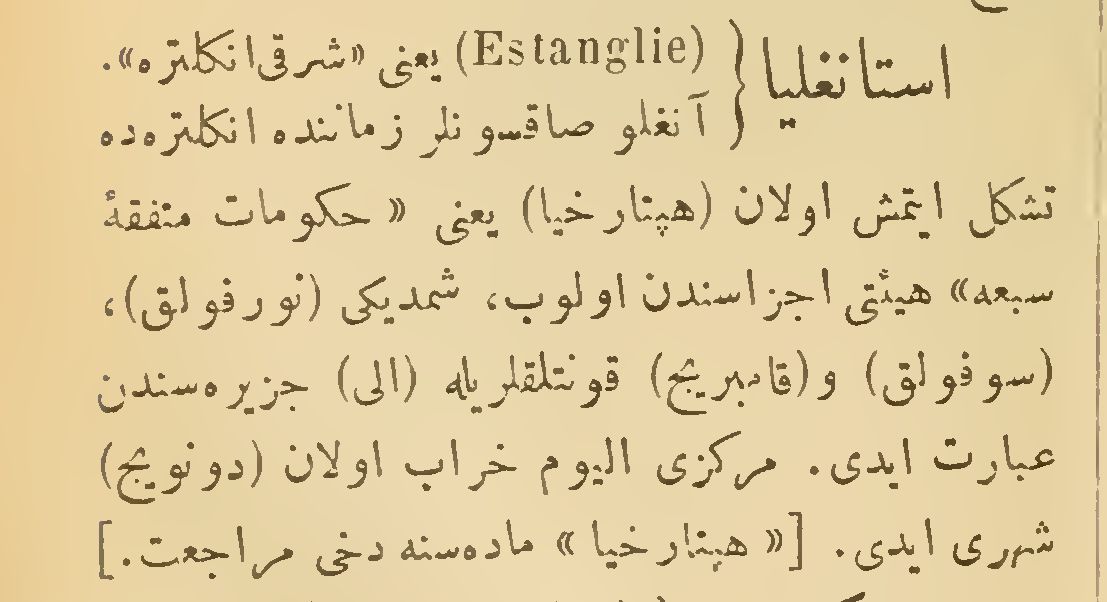 استانغليا { (Estanglie) يعنى «شرقى انكلتره».
آنغلو صاقسونلر زماننده انكلتره‌ده
تشكل ايتمش اولان (هپتارخيا) يعنى « حكومات متفقۀ
سبعه» هيئتى اجزاسندن اولوب، شمديكى (نورفولق)،
(سوفولق) و (قامبريج) قونتلقلريله (الى) جزيره‌سندن
عبارت ايدى. مركزى اليوم خراب اولان (دونويج)
شهرى ايدى. [« هپتارخيا » ماده‌سنه دخى مراجعت.]